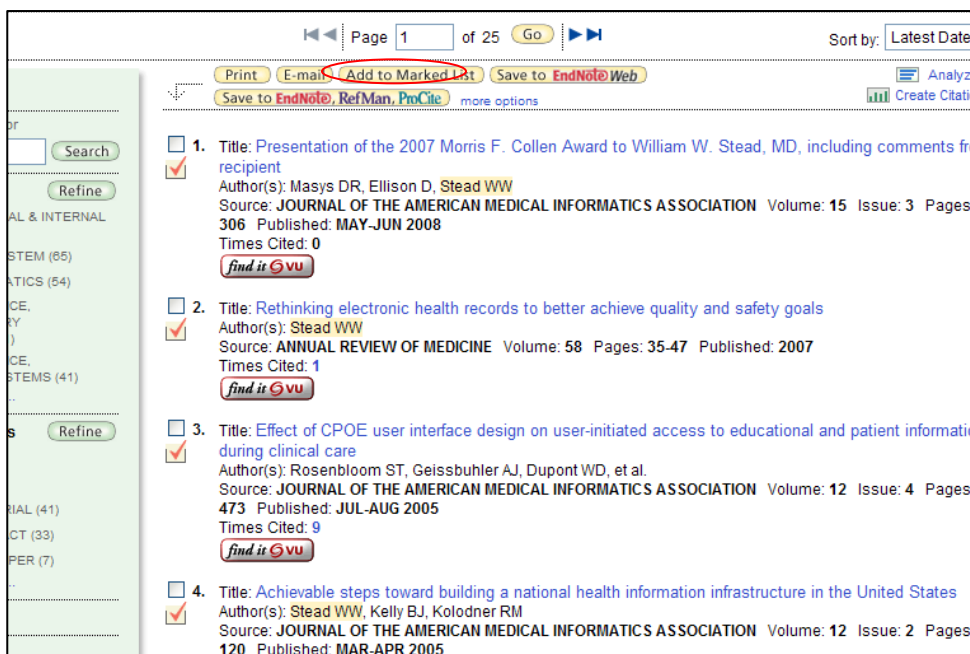 Page 1 of 25 Go Sort by: Latest Date
Print E-mail Add to Marked List Save to EndNote Web Analyz
Save to EndNote, RefMan, ProCite more options Create Citati
or
Search
Refine
AL & INTERNAL
STEM (65)
ATICS (54)
CE,
RY
)
CE,
STEMS (41)
..
s Refine
RIAL (41)
CT (33)
PER (7)
..
1. Title: Presentation of the 2007 Morris F. Collen Award to William W. Stead, MD, including comments fr
recipient
Author(s): Masys DR, Ellison D, Stead WW
Source: JOURNAL OF THE AMERICAN MEDICAL INFORMATICS ASSOCIATION Volume: 15 Issue: 3 Pages
306 Published: MAY-JUN 2008
Times Cited: 0
find it VU
2. Title: Rethinking electronic health records to better achieve quality and safety goals
Author(s): Stead WW
Source: ANNUAL REVIEW OF MEDICINE Volume: 58 Pages: 35-47 Published: 2007
Times Cited: 1
find it VU
3. Title: Effect of CPOE user interface design on user-initiated access to educational and patient informatio
during clinical care
Author(s): Rosenbloom ST, Geissbuhler AJ, Dupont WD, et al.
Source: JOURNAL OF THE AMERICAN MEDICAL INFORMATICS ASSOCIATION Volume: 12 Issue: 4 Pages
473 Published: JUL-AUG 2005
Times Cited: 9
find it VU
4. Title: Achievable steps toward building a national health information infrastructure in the United States
Author(s): Stead WW, Kelly BJ, Kolodner RM
Source: JOURNAL OF THE AMERICAN MEDICAL INFORMATICS ASSOCIATION Volume: 12 Issue: 2 Pages
120 Published: MAR-APR 2005